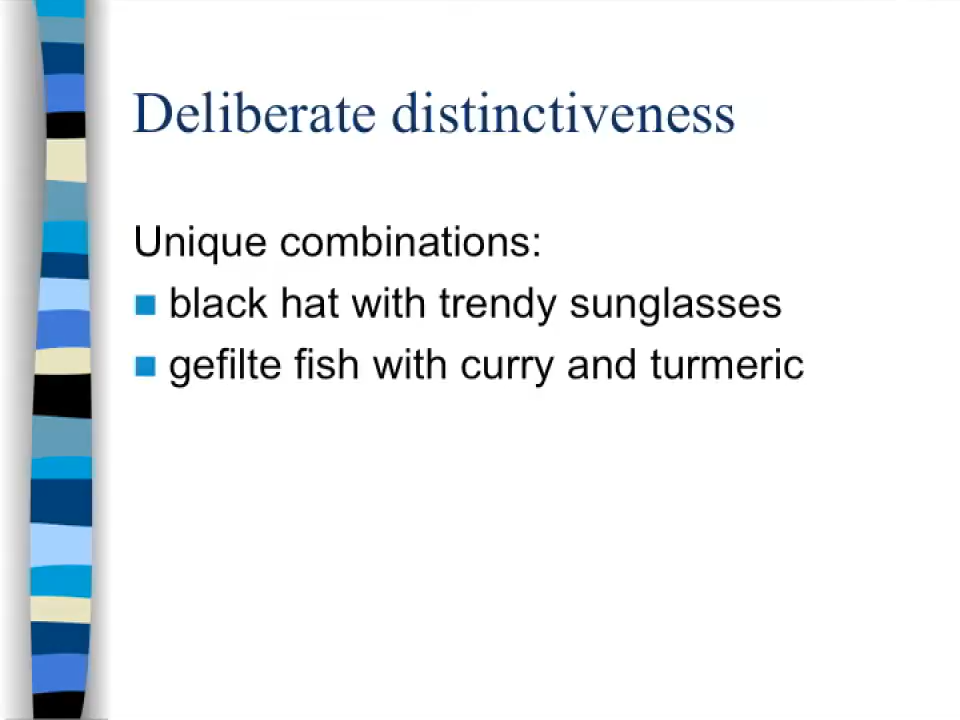 Deliberate distinctiveness
Unique combinations:
black hat with trendy sunglasses
gefilte fish with curry and turmeric